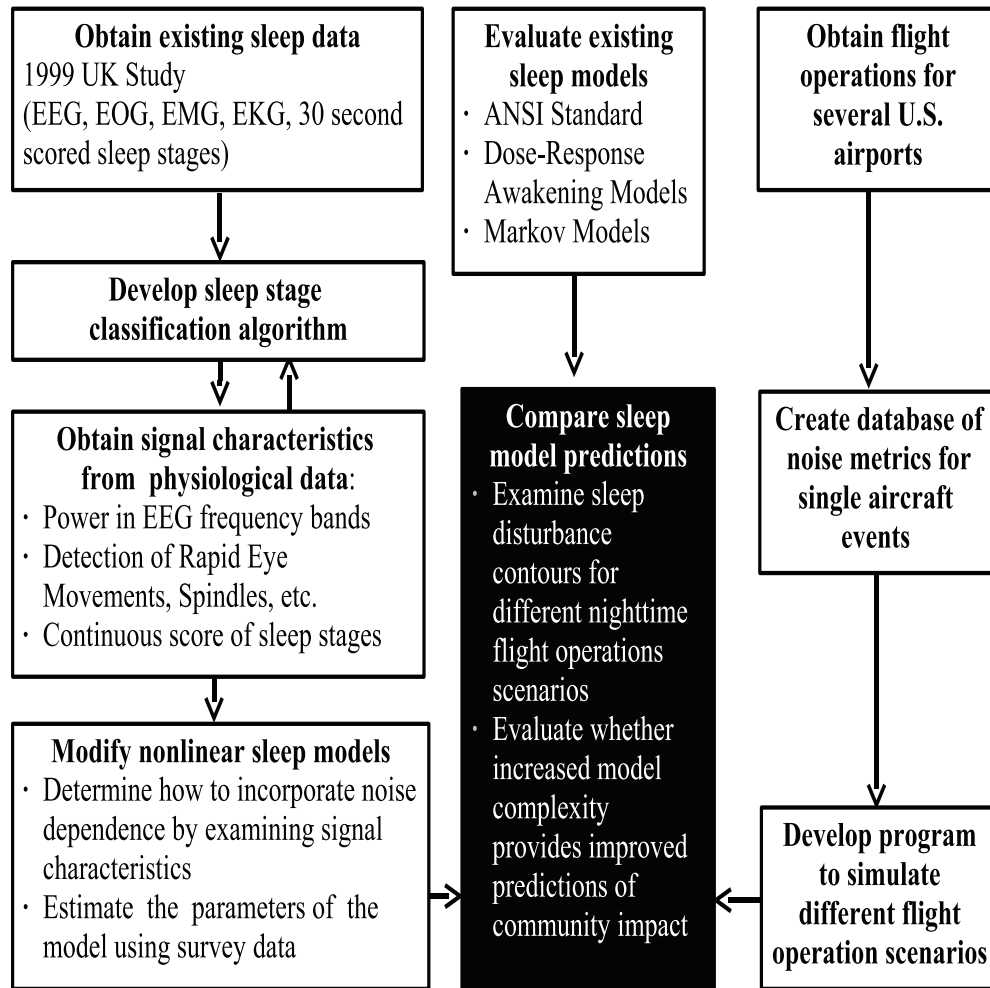 Obtain existing sleep data
1999 UK Study
(EEG, EOG, EMG, EKG, 30 second
scored sleep stages)
Develop sleep stage
classification algorithm
Obtain signal characteristics
from physiological data:
· Power in EEG frequency bands
· Detection of Rapid Eye
Movements, Spindles, etc.
· Continuous score of sleep stages
Modify nonlinear sleep models
· Determine how to incorporate noise
dependence by examining signal
characteristics
· Estimate the parameters of the
model using survey data
Evaluate existing
sleep models
· ANSI Standard
· Dose-Response
Awakening Models
· Markov Models
Compare sleep
model predictions
· Examine sleep
disturbance
contours for
different nighttime
flight operations
scenarios
· Evaluate whether
increased model
complexity
provides improved
predictions of
community impact
Obtain flight
operations for
several U.S.
airports
Create database of
noise metrics for
single aircraft
events
Develop program
to simulate
different flight
operation scenarios